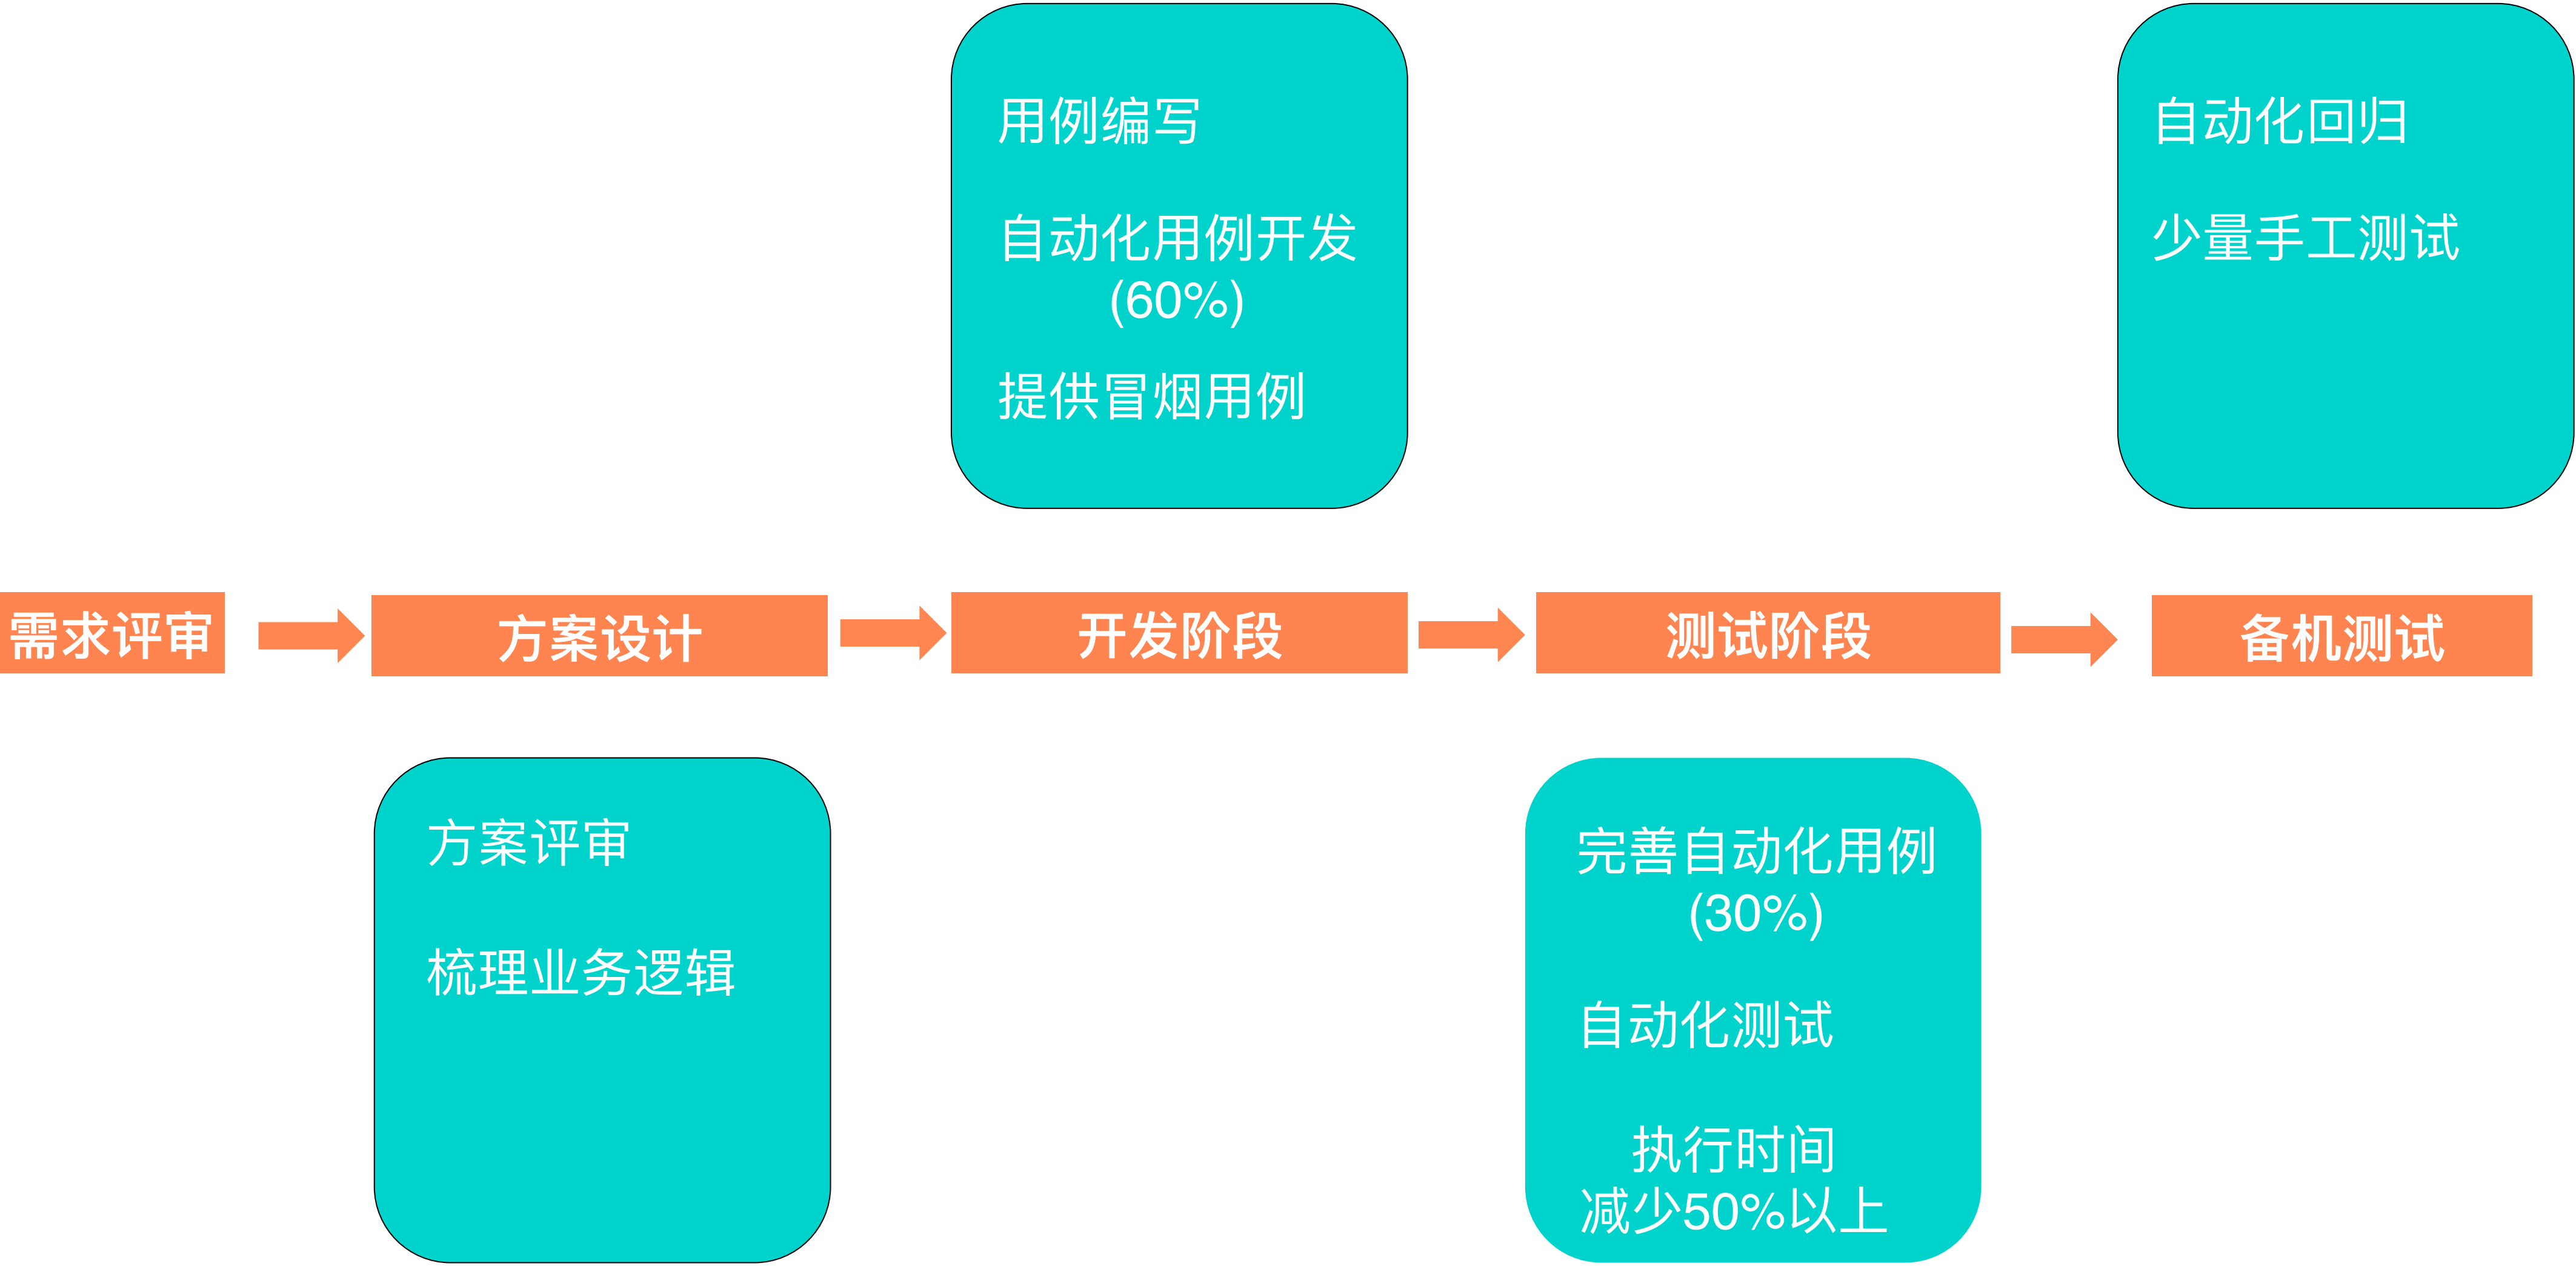 用例编写
自动化用例开发
(60%)
提供冒烟用例
自动化回归
少量手工测试
需求评审
方案设计
开发阶段
测试阶段
备机测试
方案评审
梳理业务逻辑
完善自动化用例
(30%)
自动化测试
执行时间
减少50%以上